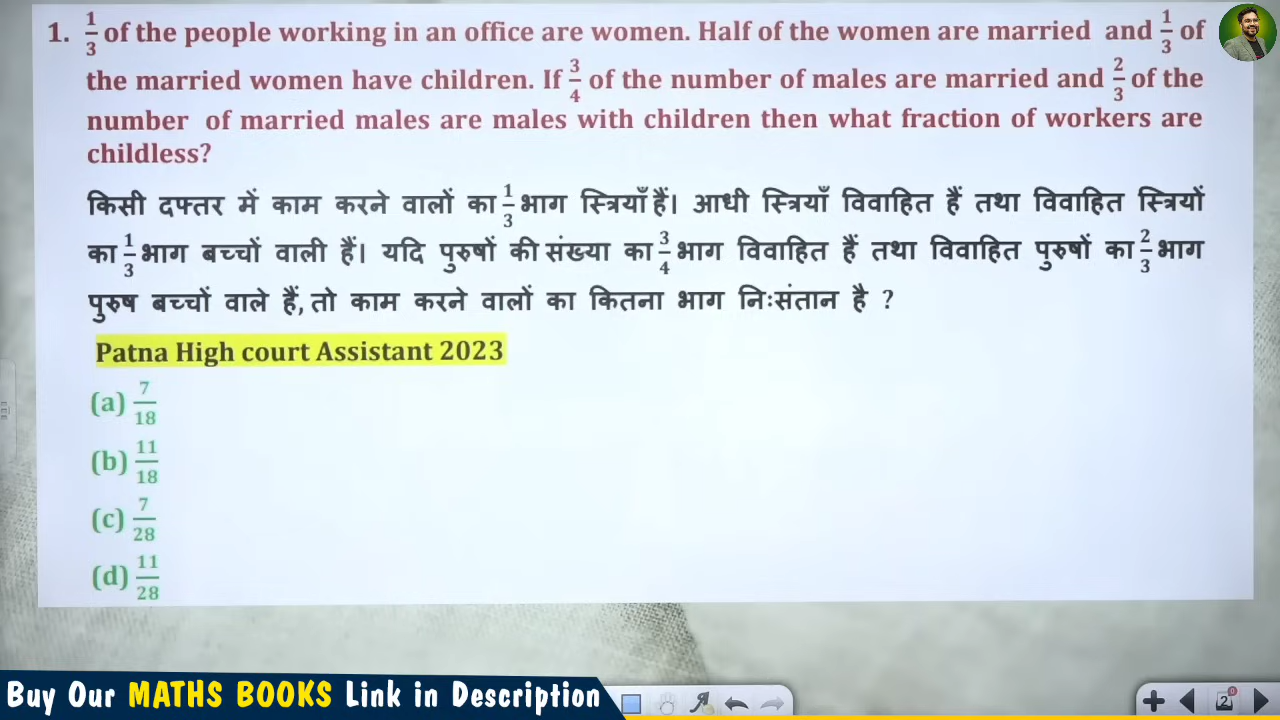 1. 1/3 of the people working in an office are women. Half of the women are married and 1/3 of
the married women have children. If 3/4 of the number of males are married and 2/3 of the
number of married males are males with children then what fraction of workers are
childless?
किसी दफ्तर में काम करने वालों का 1/3 भाग स्त्रियाँ हैं। आधी स्त्रियाँ विवाहित हैं तथा विवाहित स्त्रियों
का 1/3 भाग बच्चों वाली हैं। यदि पुरुषों की संख्या का 3/4 भाग विवाहित हैं तथा विवाहित पुरुषों का 2/3 भाग
पुरुष बच्चों वाले हैं, तो काम करने वालों का कितना भाग निःसंतान है ?
Patna High court Assistant 2023
(a) 7/18
(b) 11/18
(c) 7/28
(d) 11/28
Buy Our MATHS BOOKS Link in Description
2